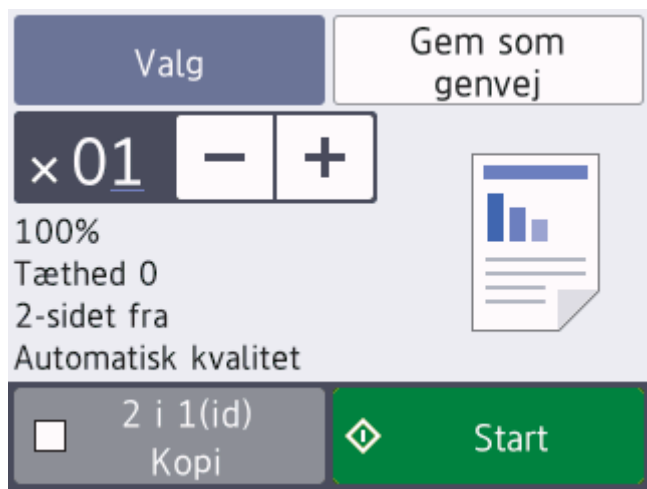 Valg
Gem som
genvej
×01
− +
100%
Tæthed 0
2-sidet fra
Automatisk kvalitet
2 i 1(id)
Kopi
Start